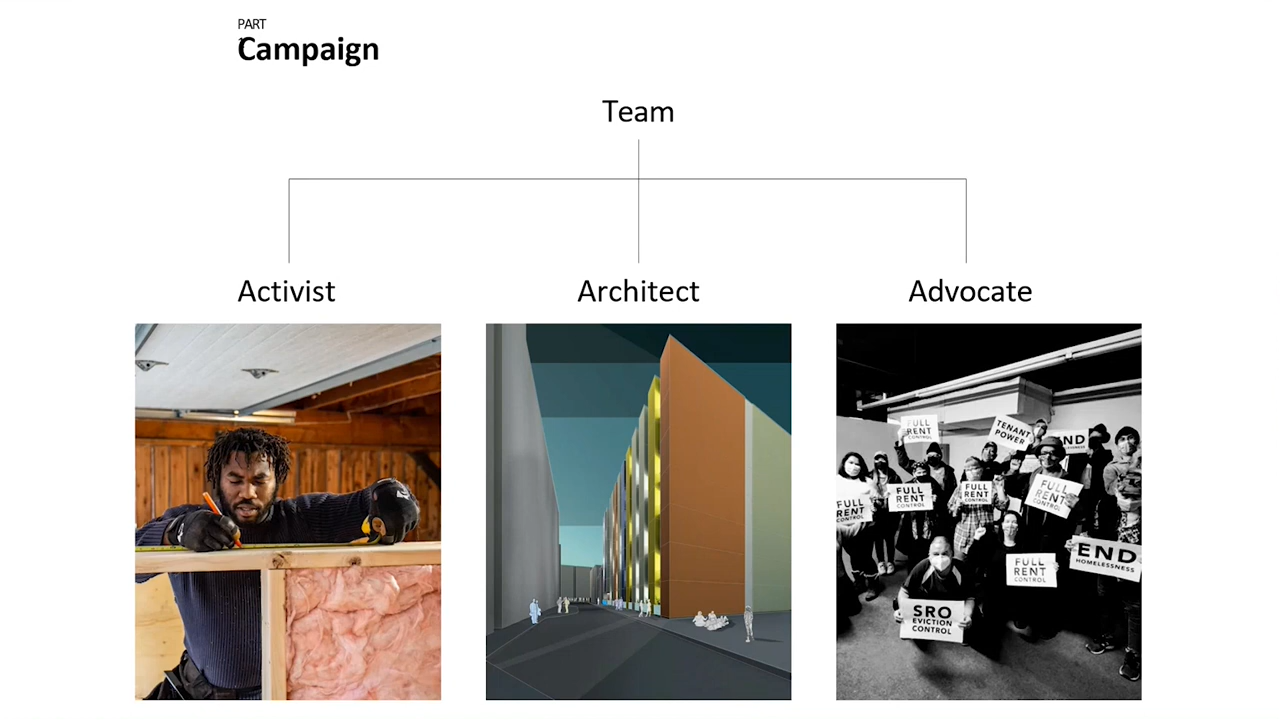 PART
Campaign
Team
Activist
Architect
Advocate
FULL
RENT
CONTROL
TENANT
POWER
END
HOMELESSNESS
FULL
RENT
CONTROL
FULL
RENT
CONTROL
FULL
RENT
CONTROL
FULL
RENT
CONTROL
FULL
RENT
CONTROL
END
HOMELESSNESS
SRO
EVICTION
CONTROL